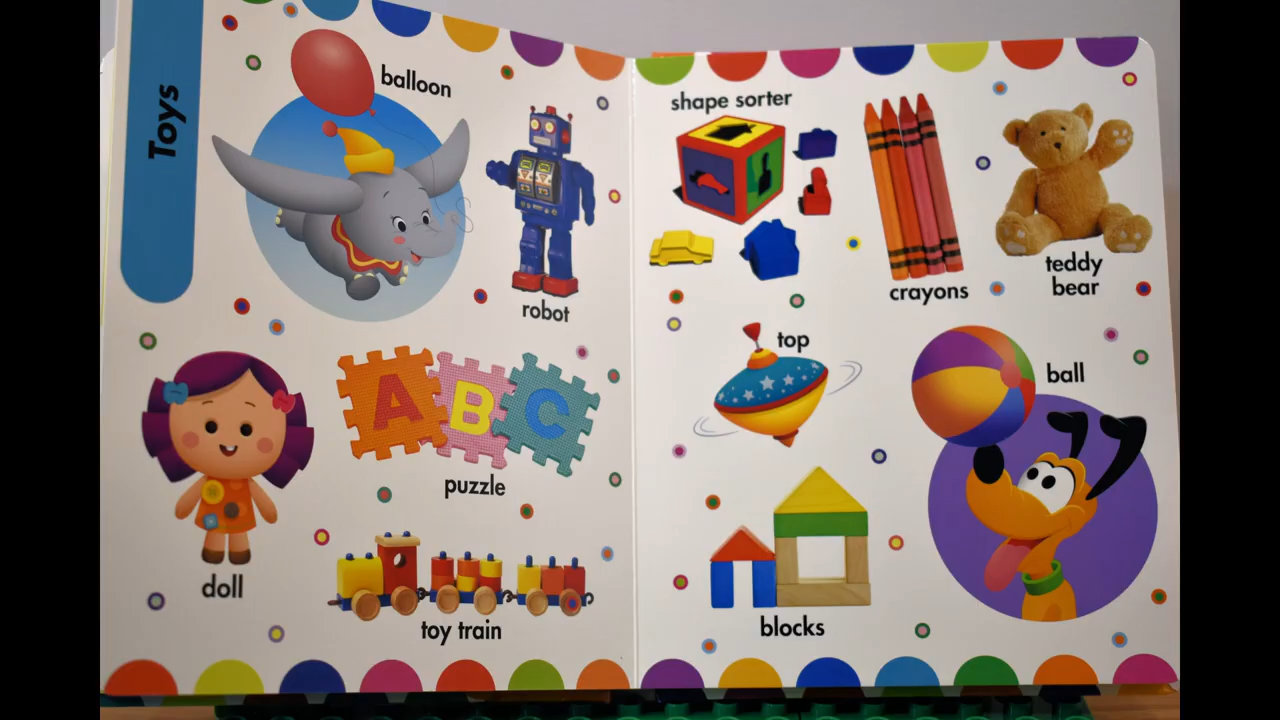 Toys
balloon
robot
doll
A B C
puzzle
toy train
shape sorter
crayons
teddy
bear
top
ball
blocks